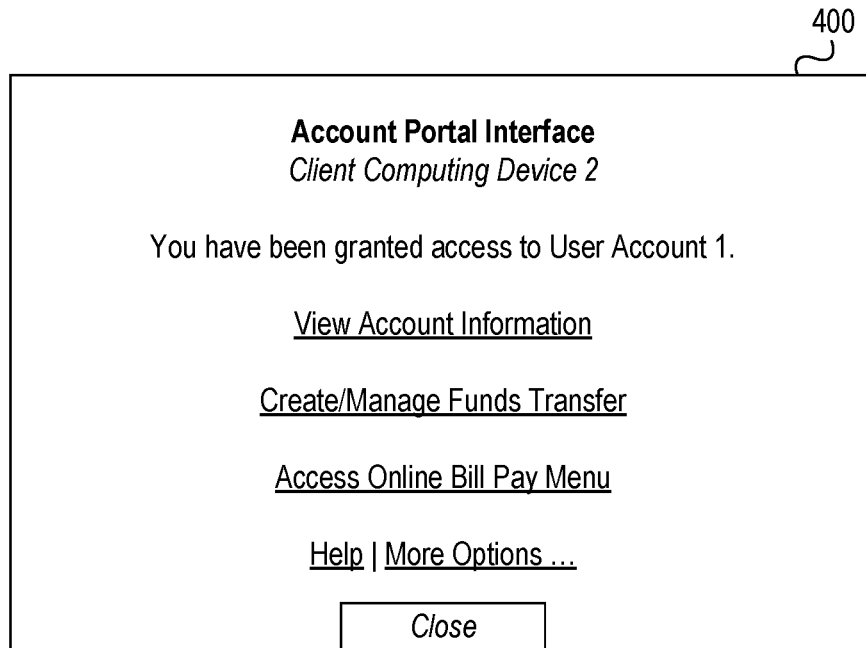 400
Account Portal Interface
Client Computing Device 2
You have been granted access to User Account 1.
View Account Information
Create/Manage Funds Transfer
Access Online Bill Pay Menu
Help | More Options ...
Close